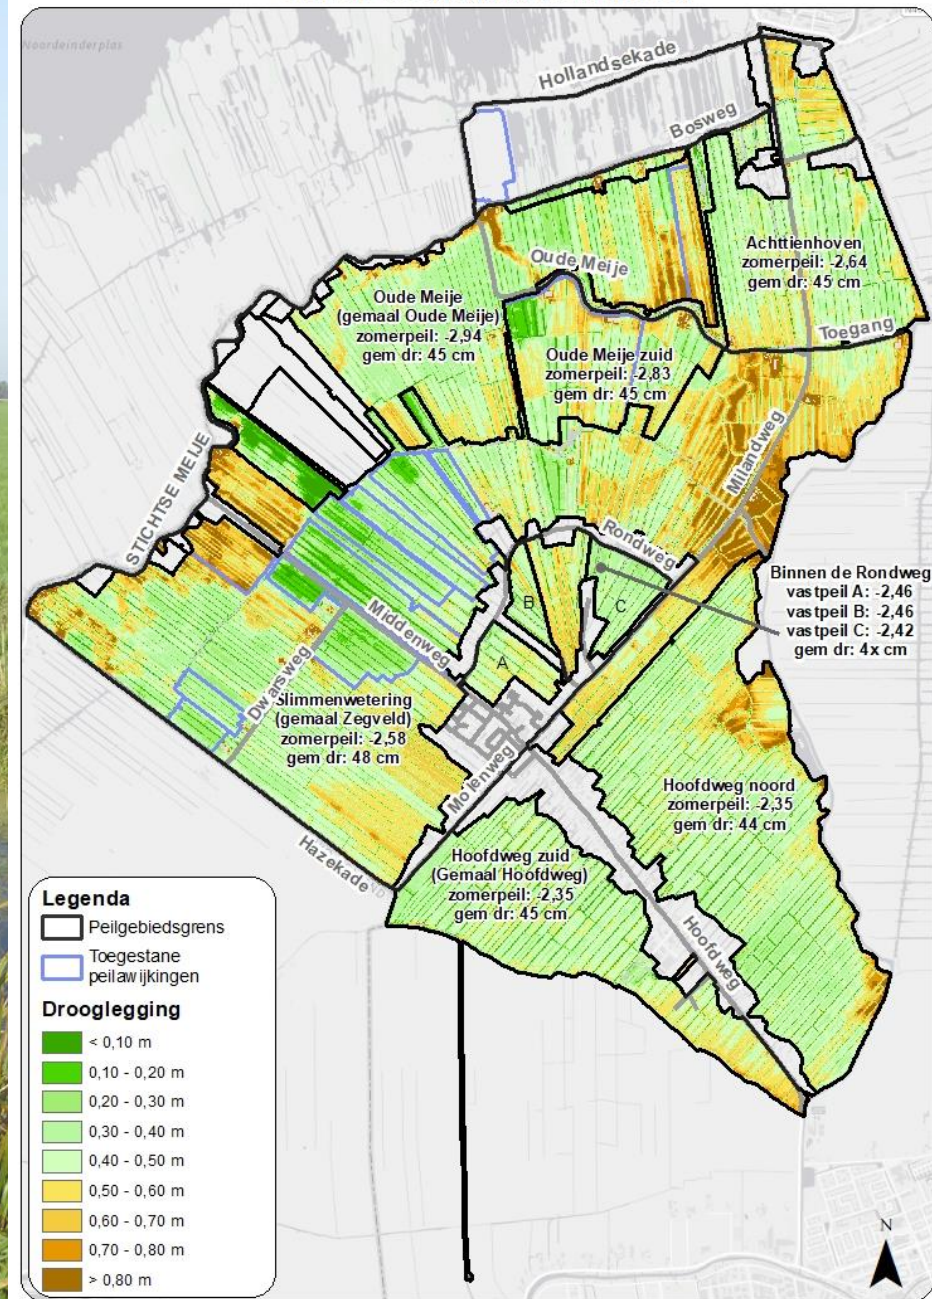 Noordeinderplas
Hollandsekade
Bosweg
Oude Meije
Achttienhoven
zomerpeil: -2,64
gem dr: 45 cm
Toegang
Oude Meije
(gemaal Oude Meije)
zomerpeil: -2,94
gem dr: 45 cm
Oude Meije zuid
zomerpeil: -2,83
gem dr: 45 cm
Milandweg
STICHTSE MEIJE
Rondweg
Binnen de Rondweg
vastpeil A: -2,46
vastpeil B: -2,46
vastpeil C: -2,42
gem dr: 4x cm
B
C
A
Middenweg
Dwarsweg
Slimmenwetering
(gemaal Zegveld)
zomerpeil: -2,58
gem dr: 48 cm
Molenweg
Hoofdweg noord
zomerpeil: -2,35
gem dr: 44 cm
Hazekade
Hoofdweg zuid
(Gemaal Hoofdweg)
zomerpeil: -2,35
gem dr: 45 cm
Hoofdweg
Legenda
Peilgebiedsgrens
Toegestane
peilawijkingen
Drooglegging
< 0,10 m
0,10 - 0,20 m
0,20 - 0,30 m
0,30 - 0,40 m
0,40 - 0,50 m
0,50 - 0,60 m
0,60 - 0,70 m
0,70 - 0,80 m
> 0,80 m
N